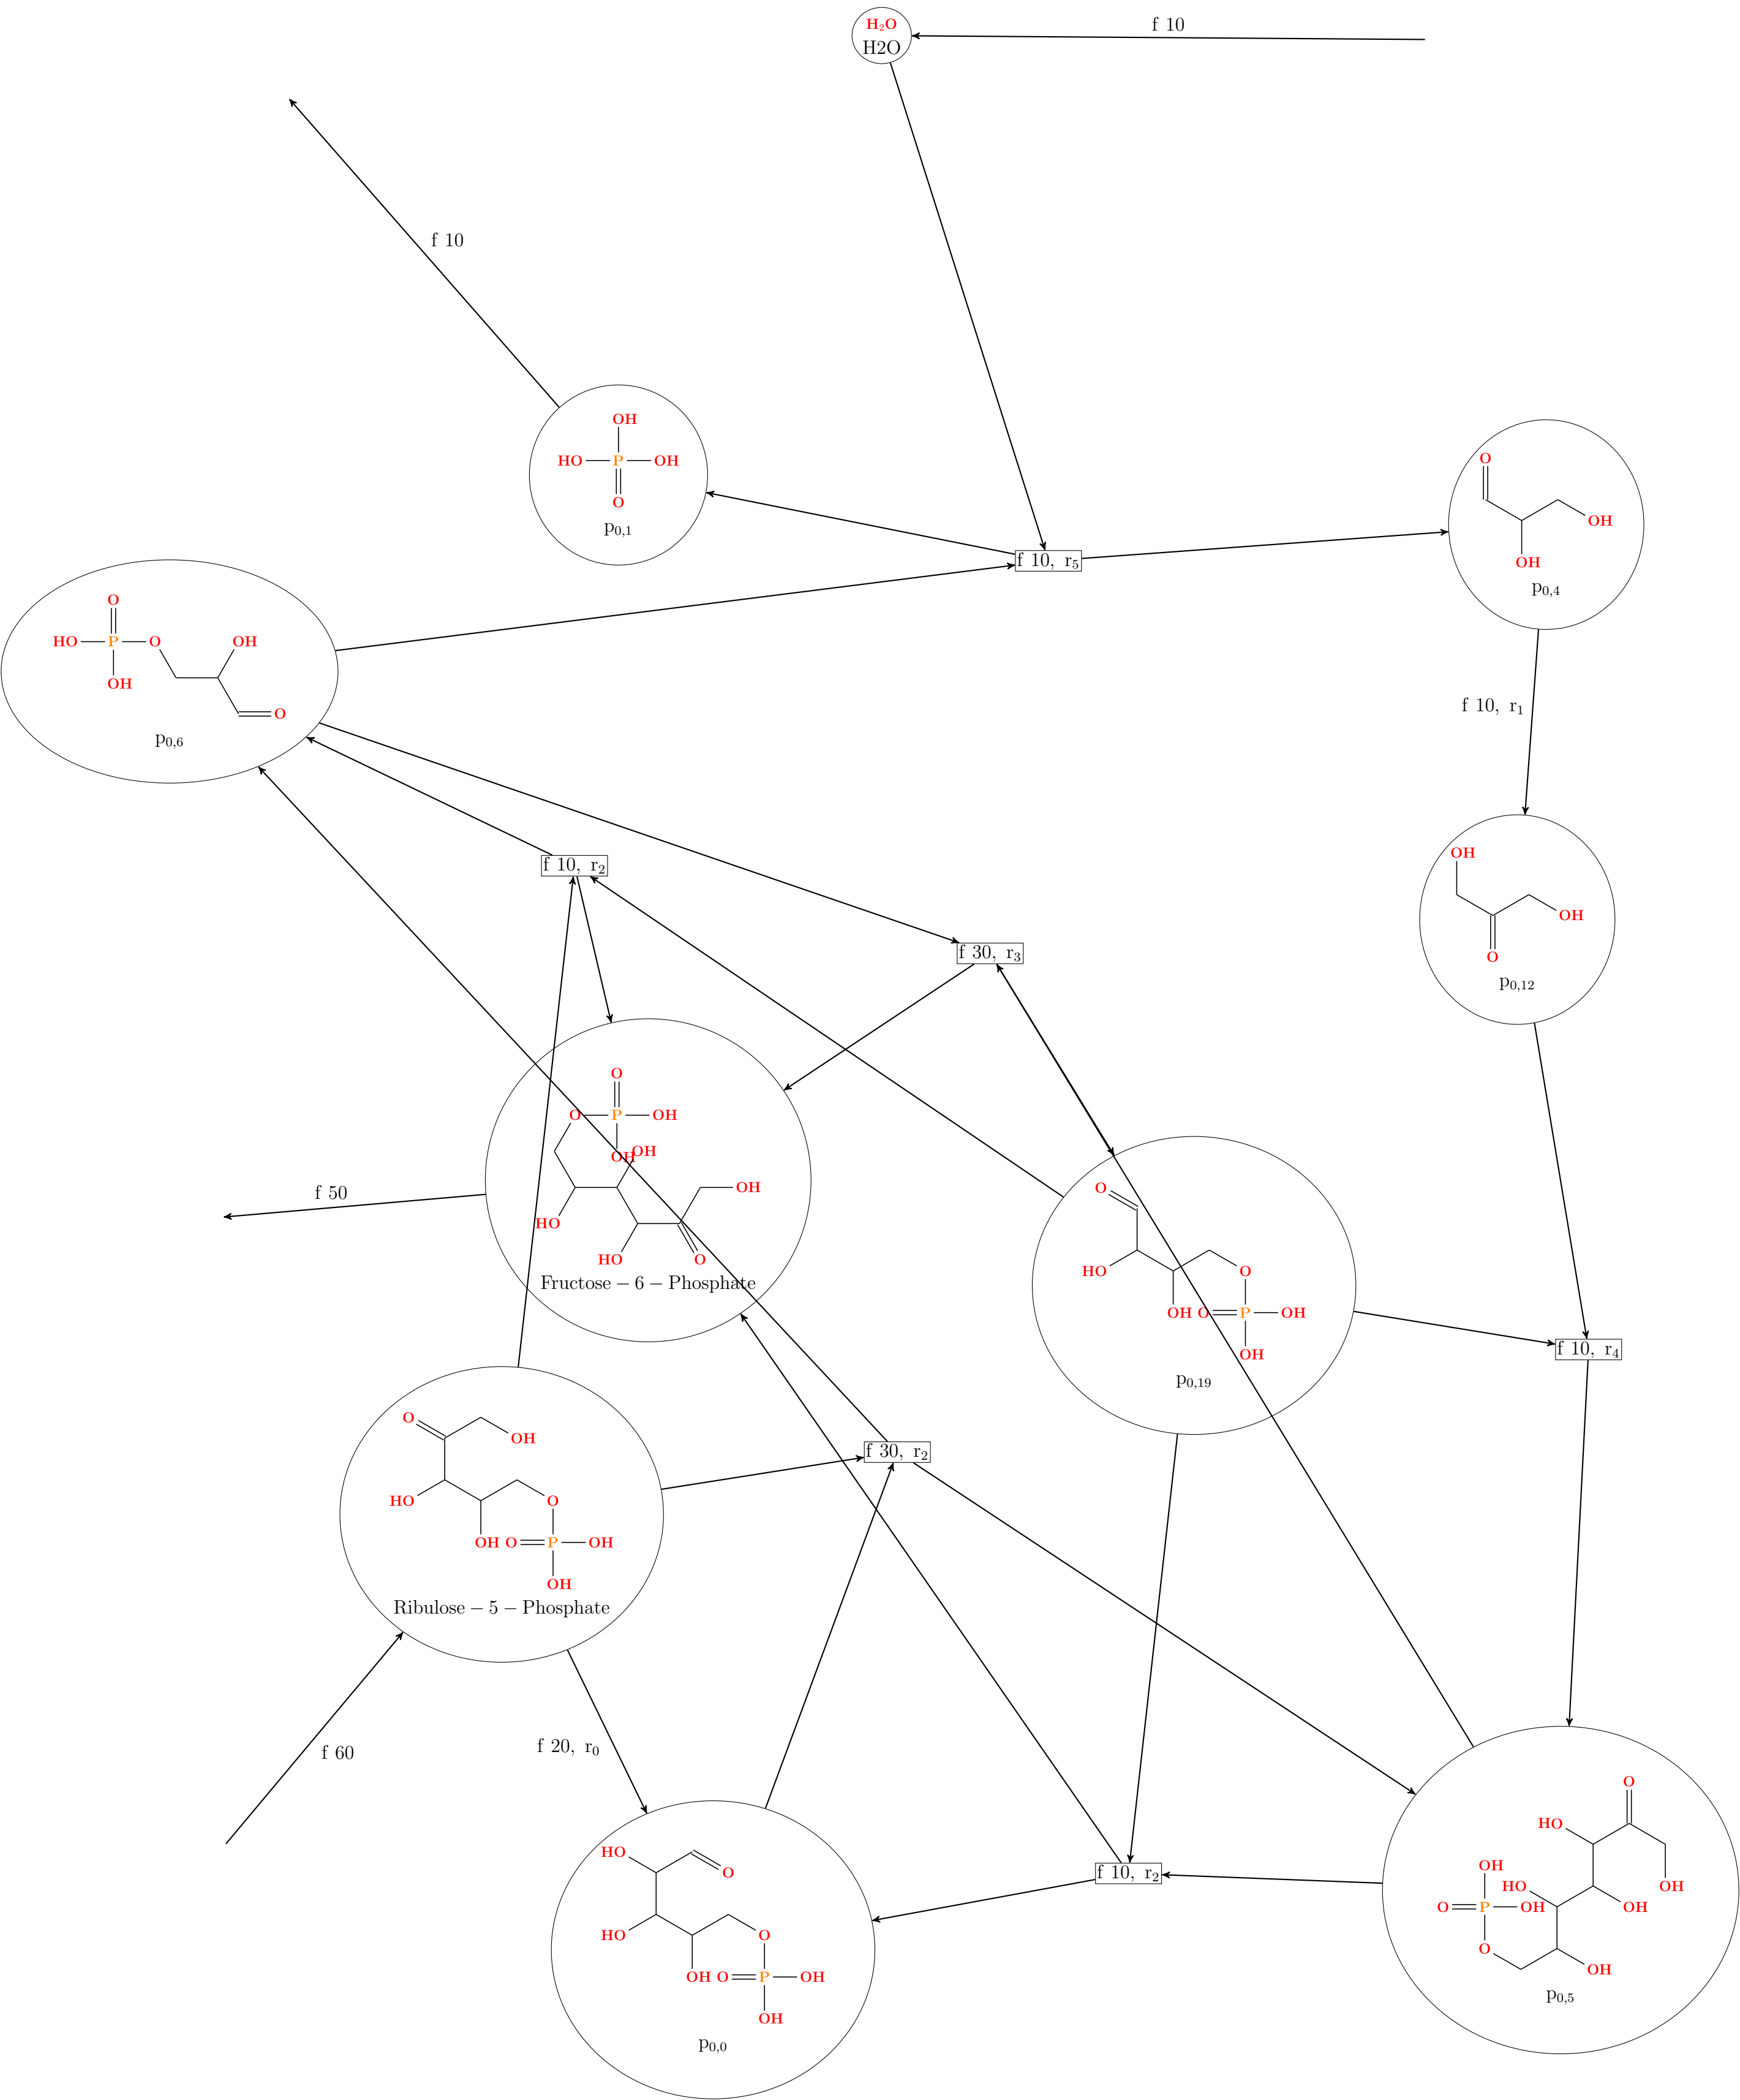 H₂O
H2O
f 10
f 10
OH
HO P OH
O
p₀,₁
O
OH
OH
p₀,₄
f 10, r₅
O
HO P O OH
OH
O
p₀,₆
f 10, r₁
OH
OH
O
p₀,₁₂
f 10, r₂
f 30, r₃
O
O P OH
OH
OH
OH
HO
HO O
Fructose − 6 − Phosphate
f 50
O
HO O
OH O P OH
OH
p₀,₁₉
f 10, r₄
O
OH
HO O
OH O P OH
OH
Ribulose − 5 − Phosphate
f 30, r₂
f 60
f 20, r₀
HO
O
HO O
OH O P OH
OH
p₀,₀
f 10, r₂
O
HO
OH
HO OH
O P OH OH
O
OH
p₀,₅